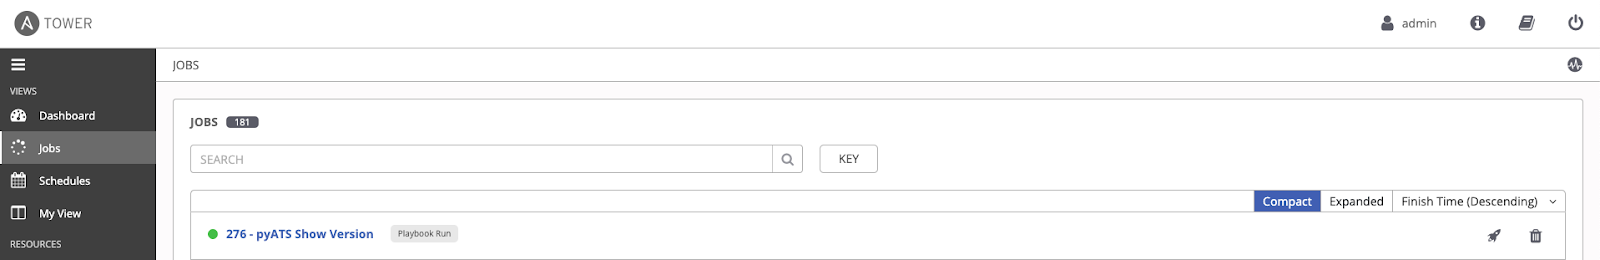 A TOWER
admin
VIEWS
Dashboard
Jobs
Schedules
My View
RESOURCES
JOBS
JOBS 181
SEARCH
KEY
Compact Expanded Finish Time (Descending)
276 - pyATS Show Version Playbook Run